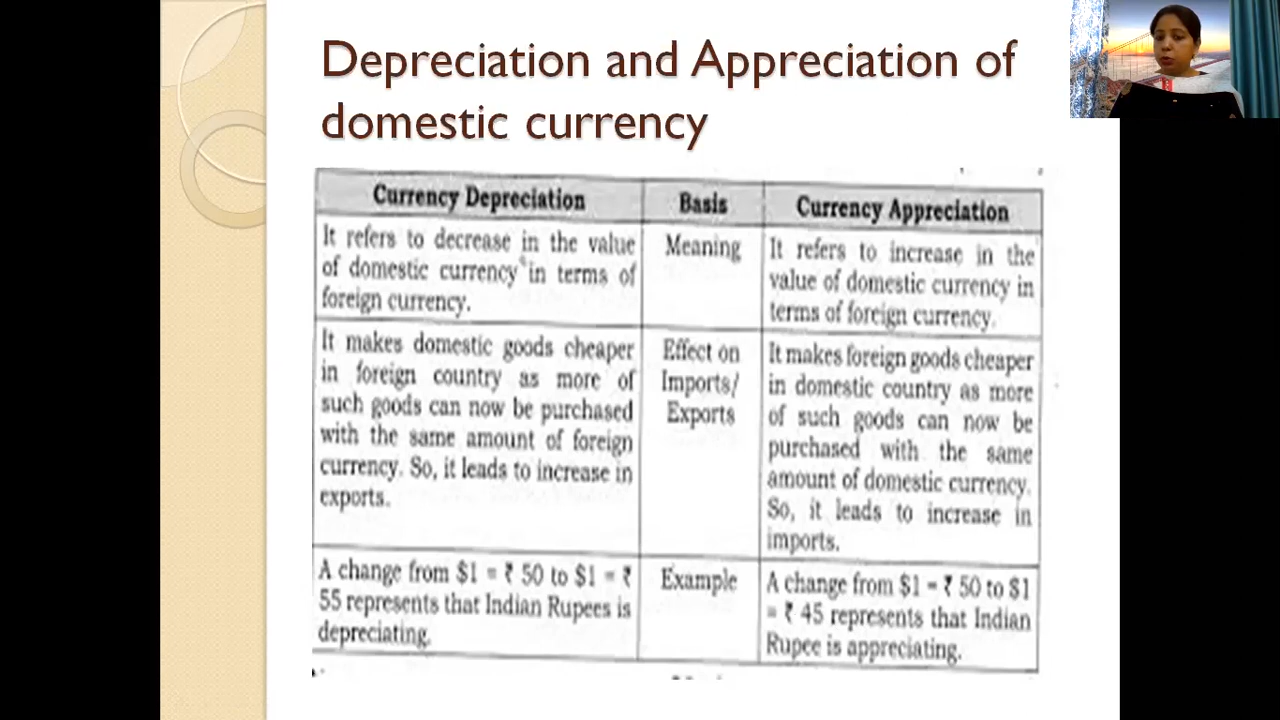 Depreciation and Appreciation of
domestic currency
Currency Depreciation
Basis
Currency Appreciation
It refers to decrease in the value
of domestic currency in terms of
foreign currency.
Meaning
It refers to increase in the
value of domestic currency in
terms of foreign currency.
It makes domestic goods cheaper
in foreign country as more of
such goods can now be purchased
with the same amount of foreign
currency. So, it leads to increase in
exports.
Effect on
Imports/
Exports
It makes foreign goods cheaper
in domestic country as more
of such goods can now be
purchased with the same
amount of domestic currency.
So, it leads to increase in
imports.
A change from $1 = ₹ 50 to $1 = ₹
55 represents that Indian Rupees is
depreciating.
Example
A change from $1 = ₹ 50 to $1
= ₹ 45 represents that Indian
Rupee is appreciating.